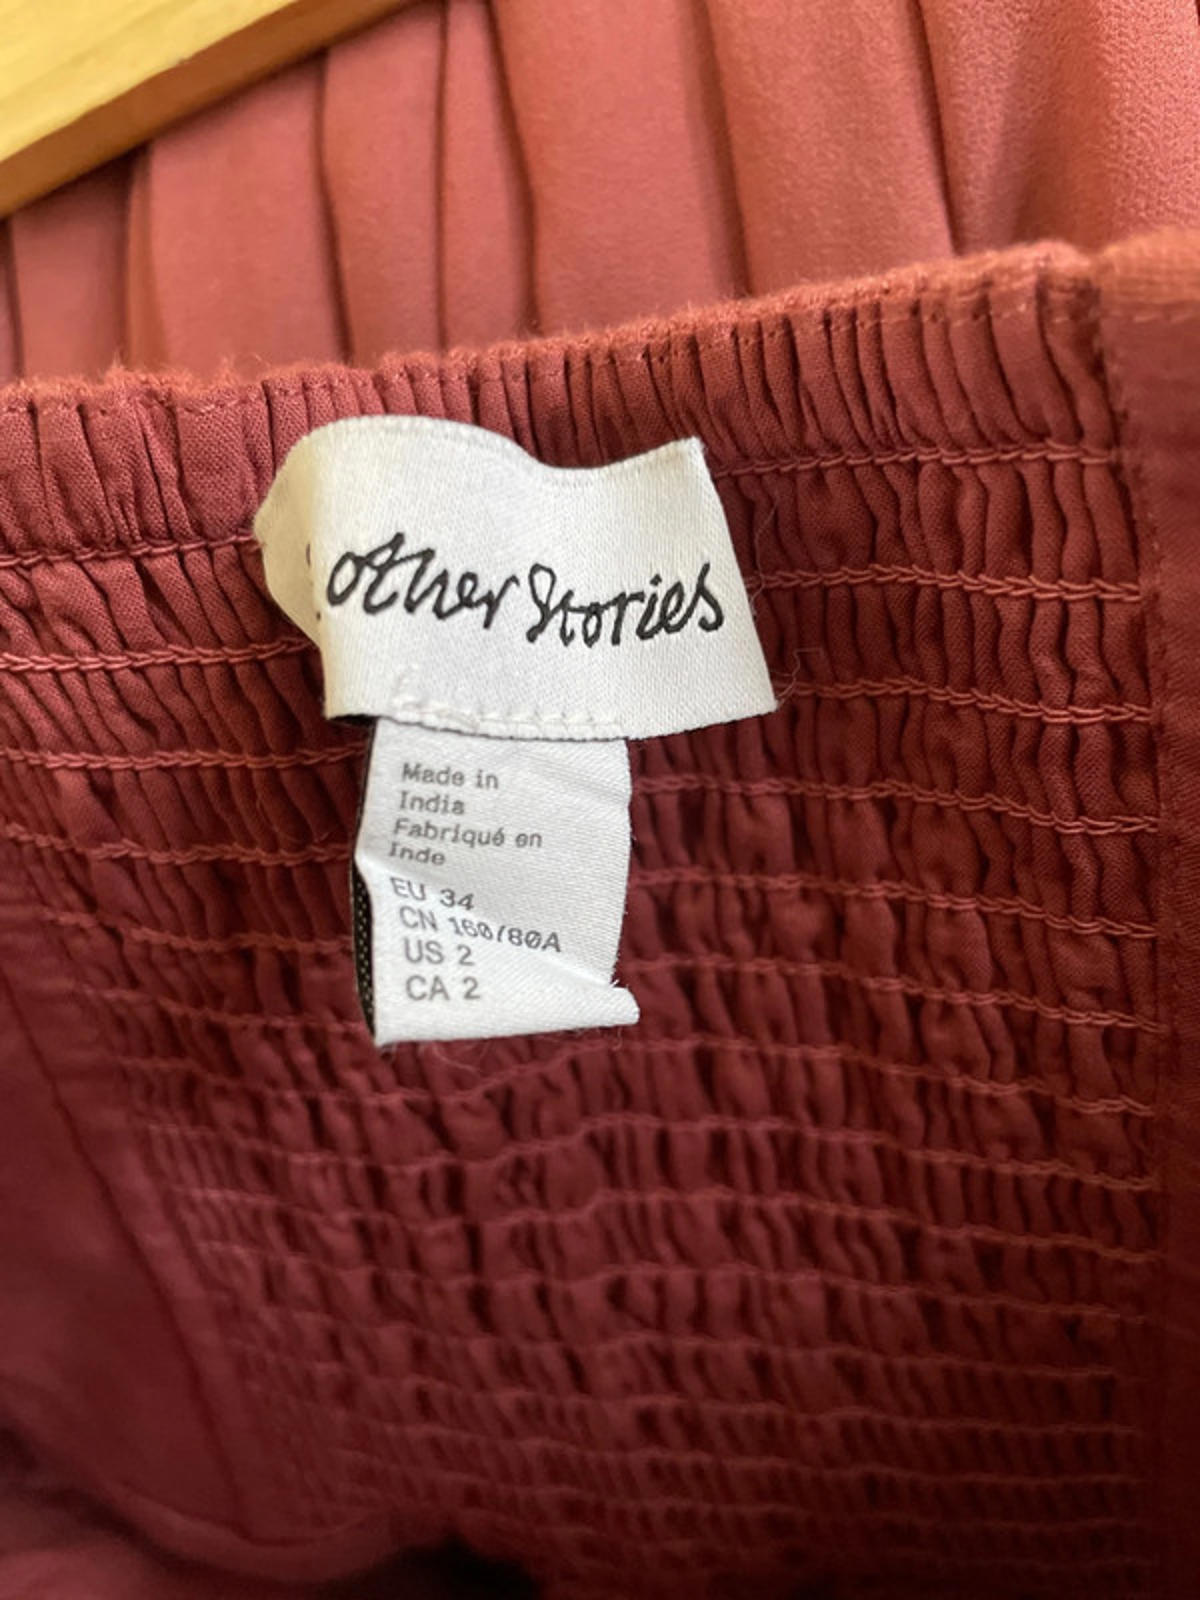 other Stories
Made in
India
Fabriqué en
Inde
EU 34
CN 160/80A
US 2
CA 2